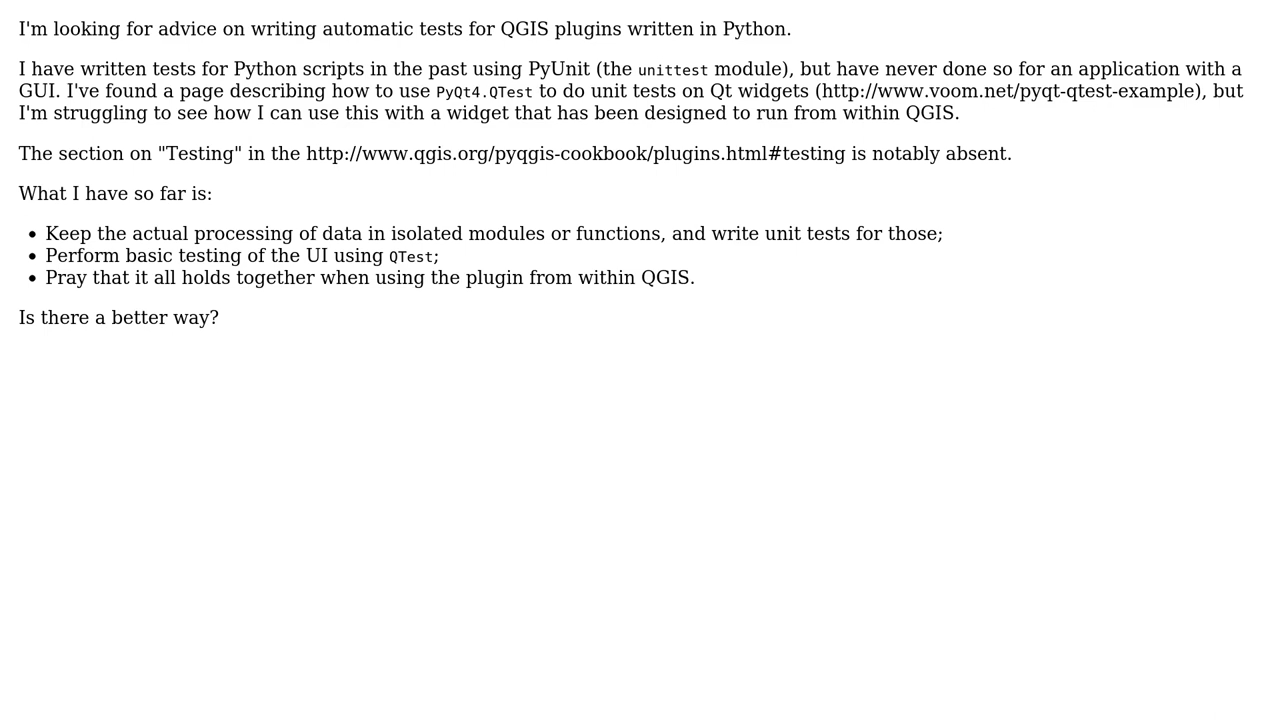 I'm looking for advice on writing automatic tests for QGIS plugins written in Python.
I have written tests for Python scripts in the past using PyUnit (the unittest module), but have never done so for an application with a
GUI. I've found a page describing how to use PyQt4.QTest to do unit tests on Qt widgets (http://www.voom.net/pyqt-qtest-example), but
I'm struggling to see how I can use this with a widget that has been designed to run from within QGIS.
The section on "Testing" in the http://www.qgis.org/pyqgis-cookbook/plugins.html#testing is notably absent.
What I have so far is:
• Keep the actual processing of data in isolated modules or functions, and write unit tests for those;
• Perform basic testing of the UI using QTest;
• Pray that it all holds together when using the plugin from within QGIS.
Is there a better way?